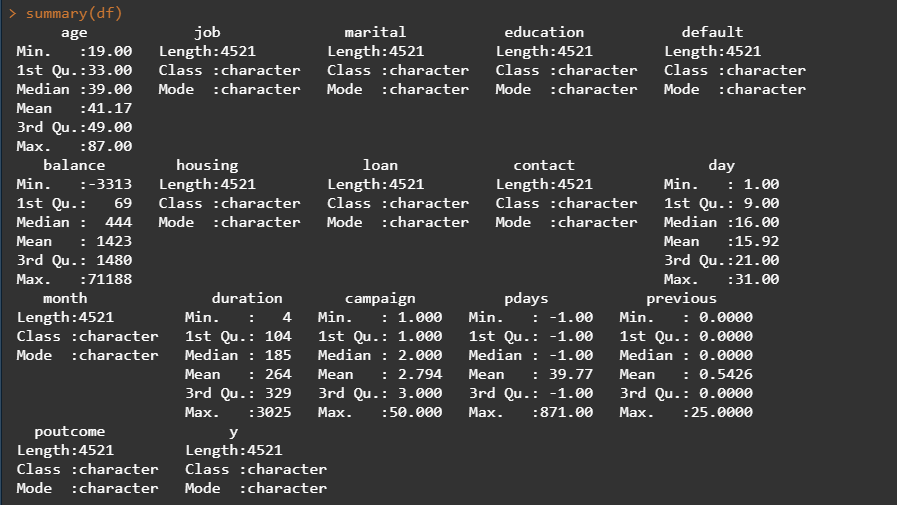 > summary(df)
      age             job              marital           education           default
 Min.   :19.00   Length:4521        Length:4521        Length:4521        Length:4521
 1st Qu.:33.00   Class :character   Class :character   Class :character   Class :character
 Median :39.00   Mode  :character   Mode  :character   Mode  :character   Mode  :character
 Mean   :41.17
 3rd Qu.:49.00
 Max.   :87.00
    balance        housing              loan             contact               day
 Min.   :-3313   Length:4521        Length:4521        Length:4521        Min.   : 1.00
 1st Qu.:   69   Class :character   Class :character   Class :character   1st Qu.: 9.00
 Median :  444   Mode  :character   Mode  :character   Mode  :character   Median :16.00
 Mean   : 1423                                                            Mean   :15.92
 3rd Qu.: 1480                                                            3rd Qu.:21.00
 Max.   :71188                                                            Max.   :31.00
    month              duration       campaign          pdays           previous
 Length:4521        Min.   :   4   Min.   : 1.000   Min.   : -1.00   Min.   : 0.0000
 Class :character   1st Qu.: 104   1st Qu.: 1.000   1st Qu.: -1.00   1st Qu.: 0.0000
 Mode  :character   Median : 185   Median : 2.000   Median : -1.00   Median : 0.0000
                    Mean   : 264   Mean   : 2.794   Mean   : 39.77   Mean   : 0.5426
                    3rd Qu.: 329   3rd Qu.: 3.000   3rd Qu.: -1.00   3rd Qu.: 0.0000
                    Max.   :3025   Max.   :50.000   Max.   :871.00   Max.   :25.0000
   poutcome              y
 Length:4521        Length:4521
 Class :character   Class :character
 Mode  :character   Mode  :character